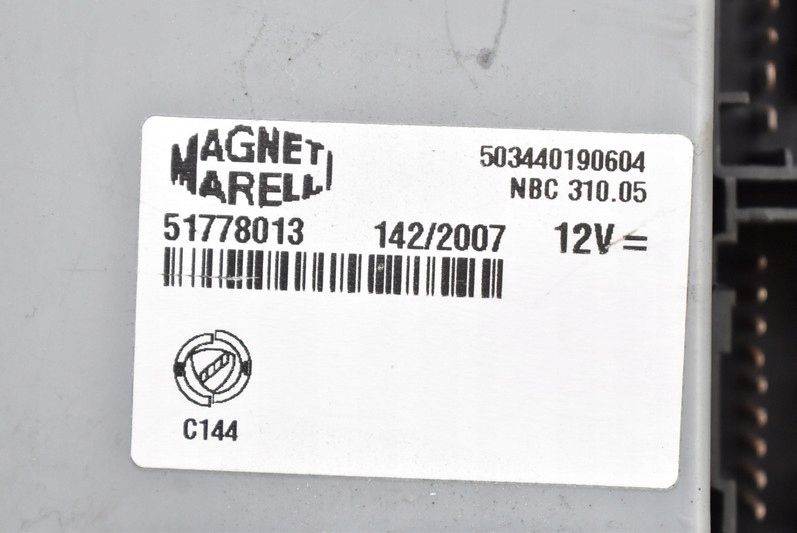 MAGNETI
MARELLI
503440190604
NBC 310.05
51778013 142/2007 12V =
C144